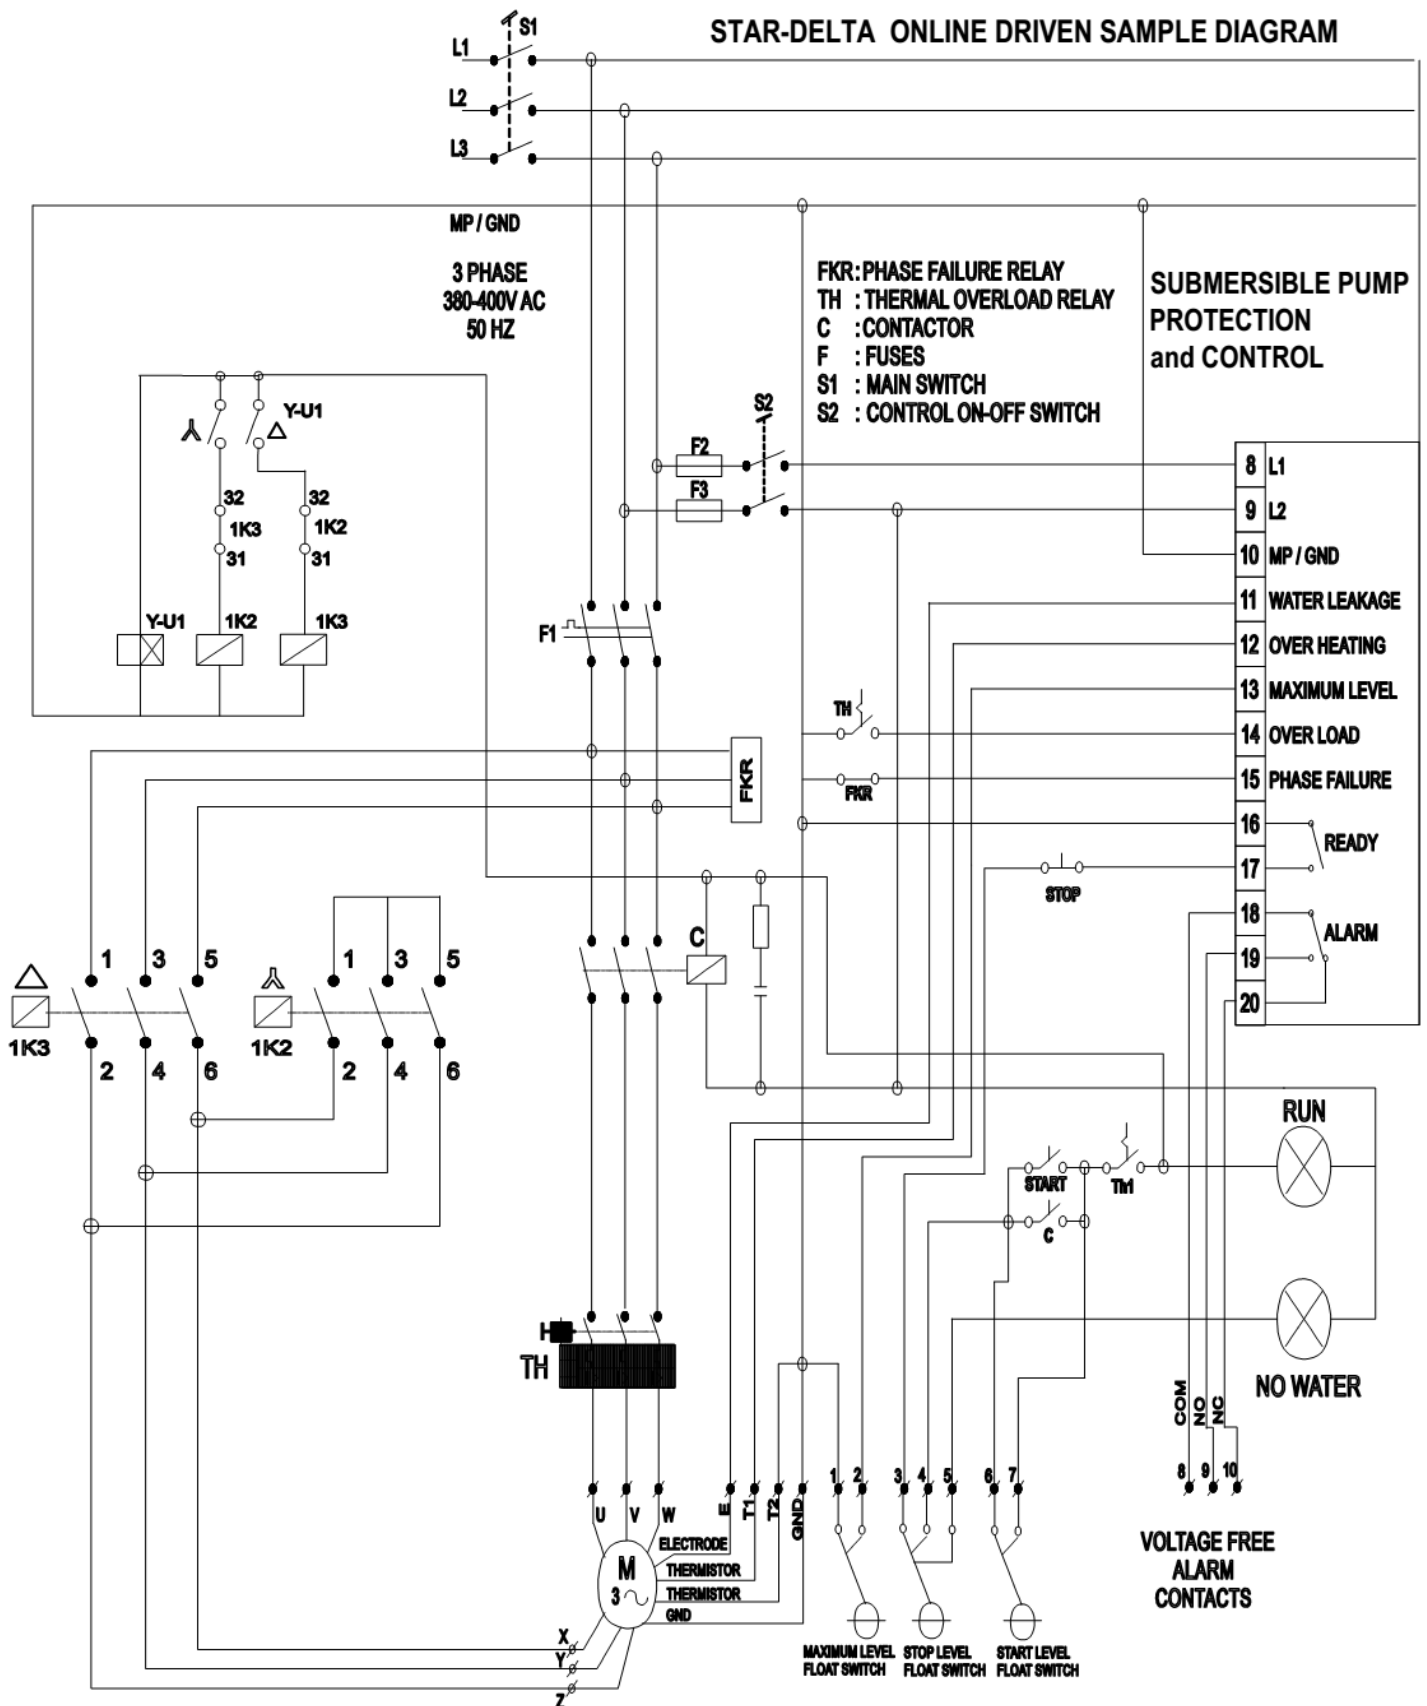 STAR-DELTA ONLINE DRIVEN SAMPLE DIAGRAM
S1
L1
L2
L3
MP / GND
3 PHASE
380-400V AC
50 HZ
FKR : PHASE FAILURE RELAY
TH : THERMAL OVERLOAD RELAY
C : CONTACTOR
F : FUSES
S1 : MAIN SWITCH
S2 : CONTROL ON-OFF SWITCH
SUBMERSIBLE PUMP
PROTECTION
and CONTROL
Y-U1
S2
F2
F3
32
1K3
31
32
1K2
31
Y-U1
1K2
1K3
F1
8 L1
9 L2
10 MP / GND
11 WATER LEAKAGE
12 OVER HEATING
13 MAXIMUM LEVEL
14 OVER LOAD
15 PHASE FAILURE
16
READY
17
18
ALARM
19
20
TH
FKR
FKR
STOP
C
1 3 5
1 3 5
1K3
1K2
2 4 6
2 4 6
RUN
START
Th1
C
NO WATER
H
TH
COM
NO
NC
1 2 3 4 5 6 7
8 9 10
U V W
E
T1
T2
GND
M
3
ELECTRODE
THERMISTOR
THERMISTOR
GND
X
Y
Z
MAXIMUM LEVEL
FLOAT SWITCH
STOP LEVEL
FLOAT SWITCH
START LEVEL
FLOAT SWITCH
VOLTAGE FREE
ALARM
CONTACTS